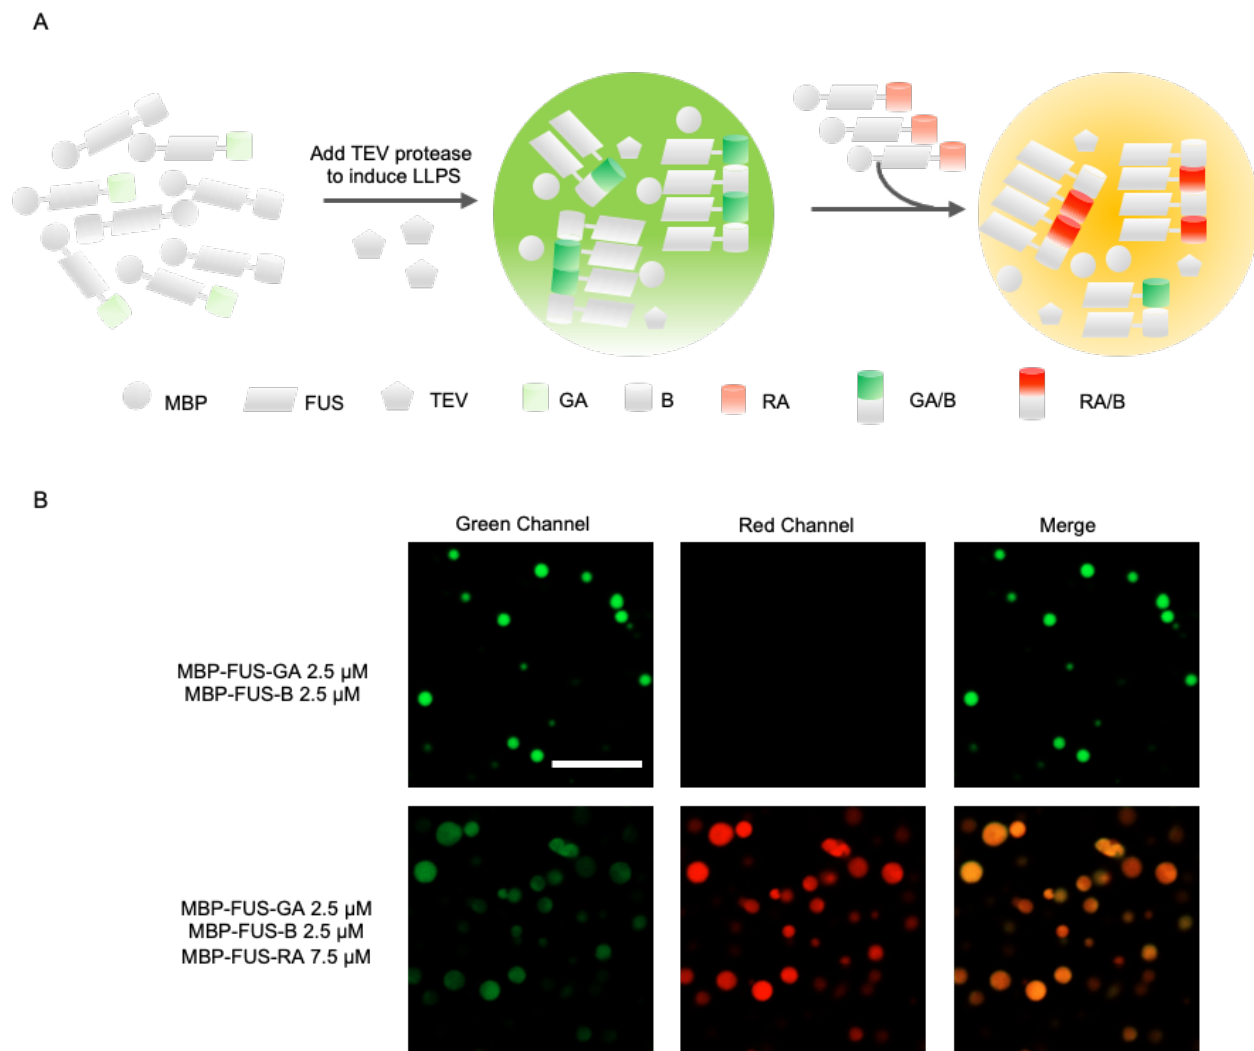 A
Add TEV protease
to induce LLPS
MBP
FUS
TEV
GA
B
RA
GA/B
RA/B
B
Green Channel
Red Channel
Merge
MBP-FUS-GA 2.5 µM
MBP-FUS-B 2.5 µM
MBP-FUS-GA 2.5 µM
MBP-FUS-B 2.5 µM
MBP-FUS-RA 7.5 µM